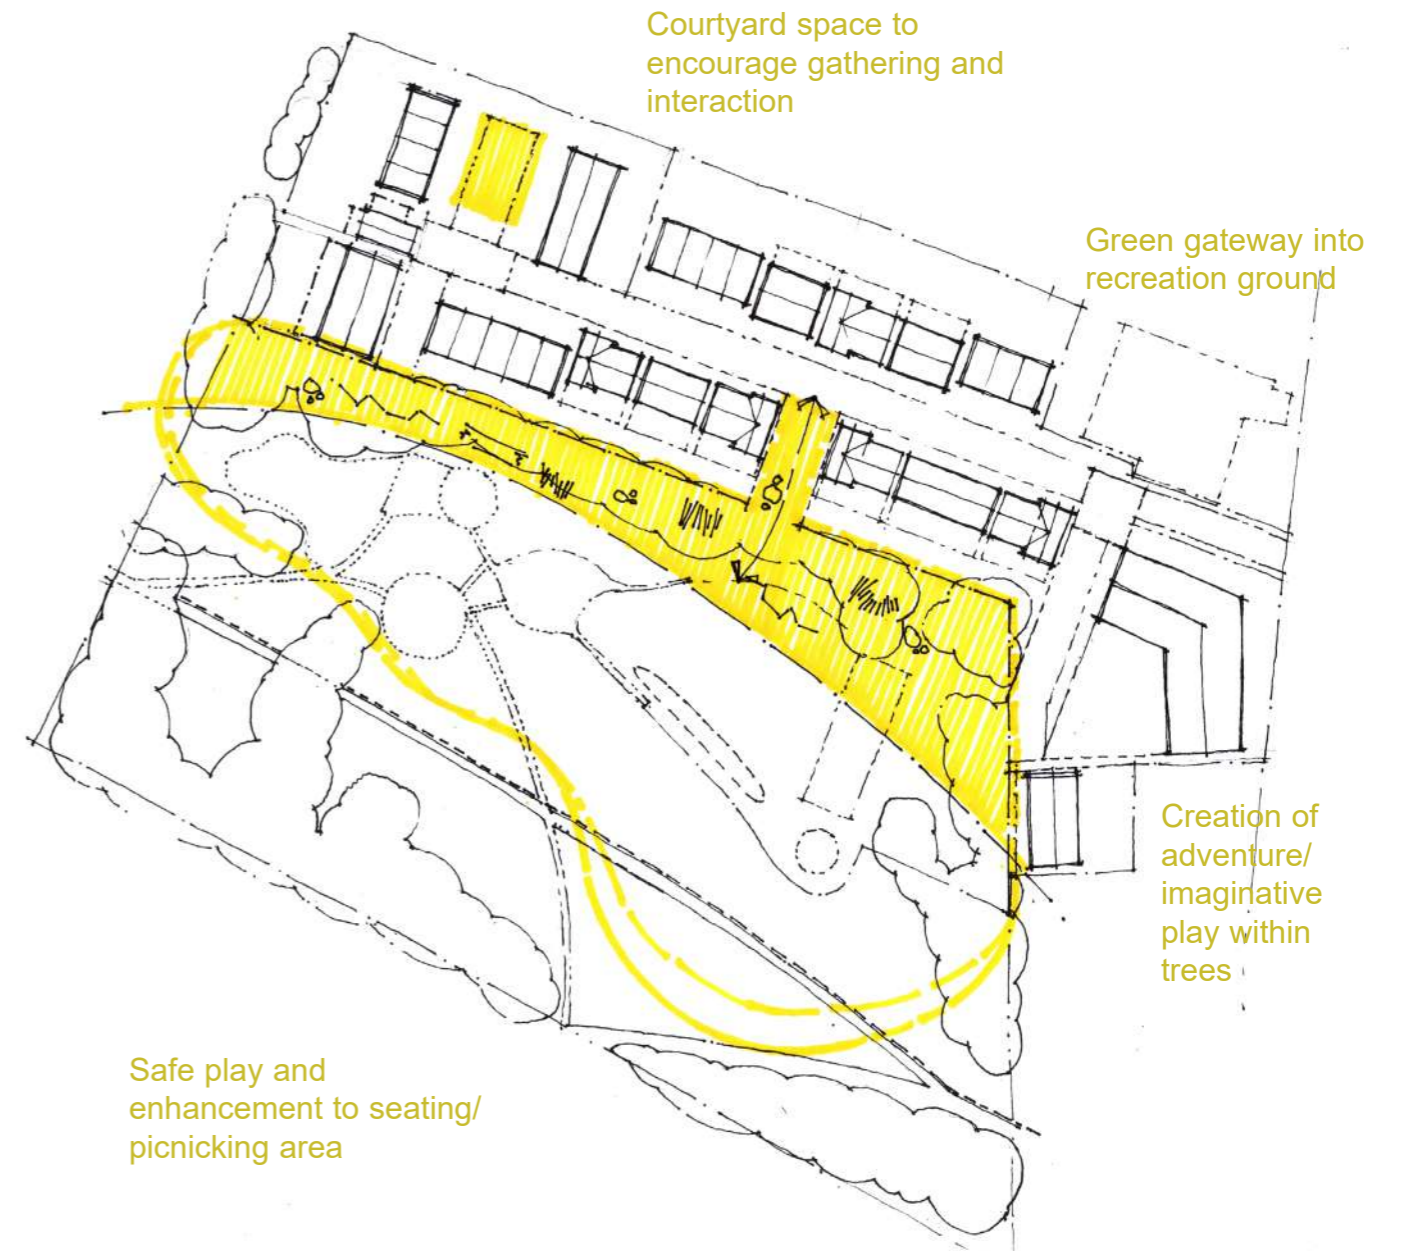 Courtyard space to
encourage gathering and
interaction
Green gateway into
recreation ground
Creation of
adventure/
imaginative
play within
trees
Safe play and
enhancement to seating/
picnicking area